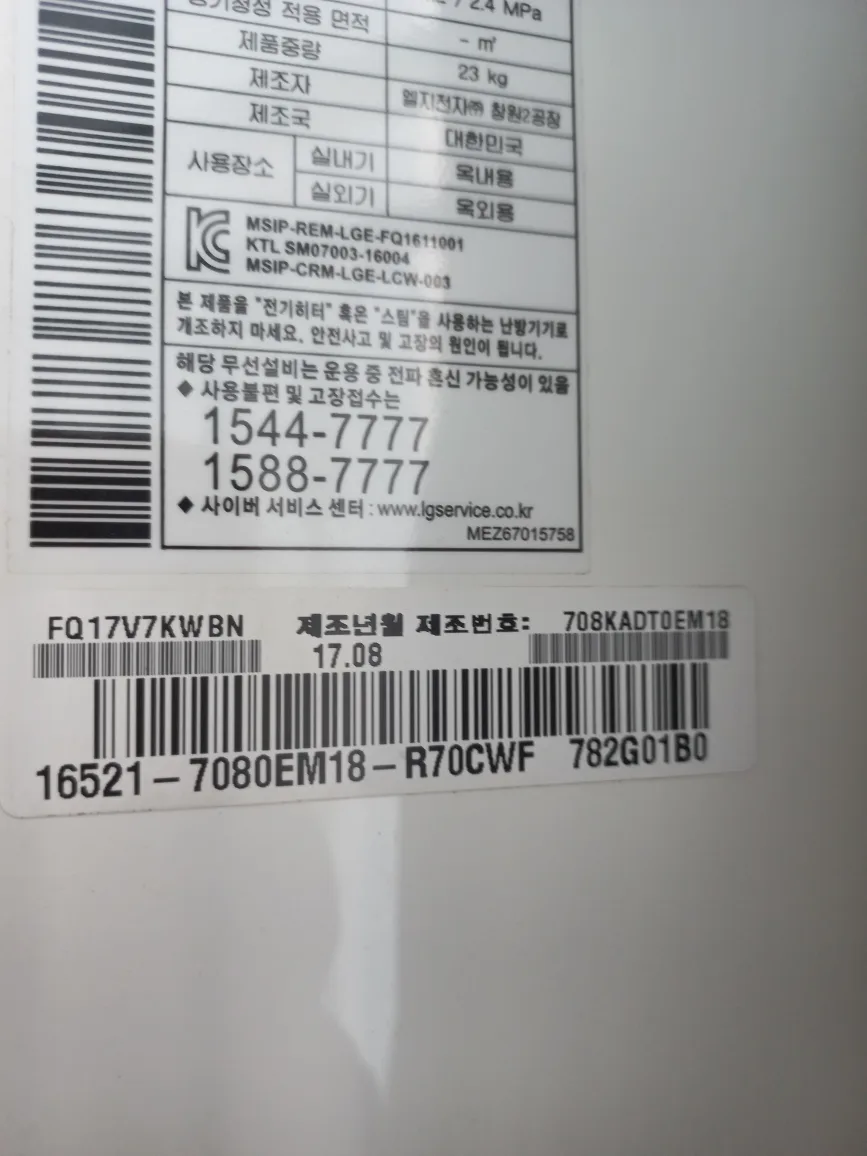 / 2.4 MPa
적용 면적
- ㎡
제품중량
23 kg
제조자
엘지전자㈜ 창원2공장
제조국
대한민국
사용장소
실내기
옥내용
실외기
옥외용
MSIP-REM-LGE-FQ1611001
KTL SM07003-16004
MSIP-CRM-LGE-LCW-003
본 제품을 "전기히터" 혹은 "스팀"을 사용하는 난방기기로
개조하지 마세요. 안전사고 및 고장의 원인이 됩니다.
해당 무선설비는 운용 중 전파 혼신 가능성이 있음
◆ 사용불편 및 고장접수는
1544-7777
1588-7777
◆ 사이버 서비스 센터 : www.lgservice.co.kr
MEZ67015758
FQ17V7KWBN 제조년월 제조번호: 708KADT0EM18
17.08
16521-7080EM18-R70CWF 782G01B0